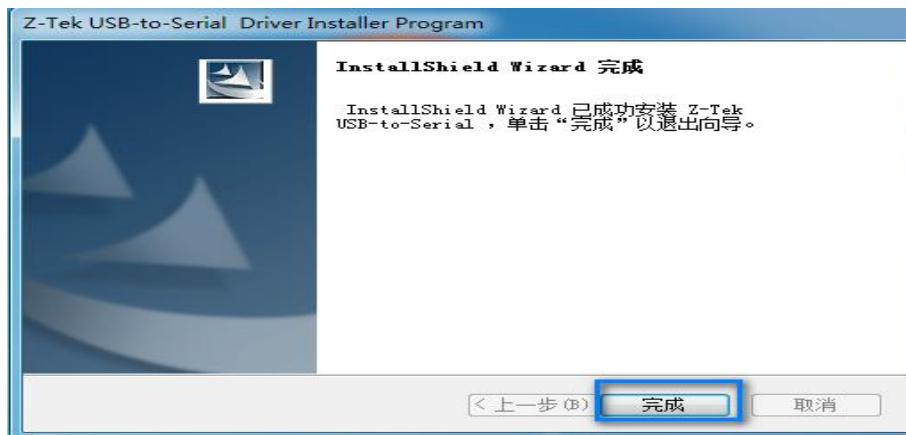 Z-Tek USB-to-Serial  Driver Installer Program
InstallShield Wizard 完成
InstallShield Wizard 已成功安装 Z-Tek
USB-to-Serial ，单击“完成”以退出向导。
< 上一步(B)
完成
取消